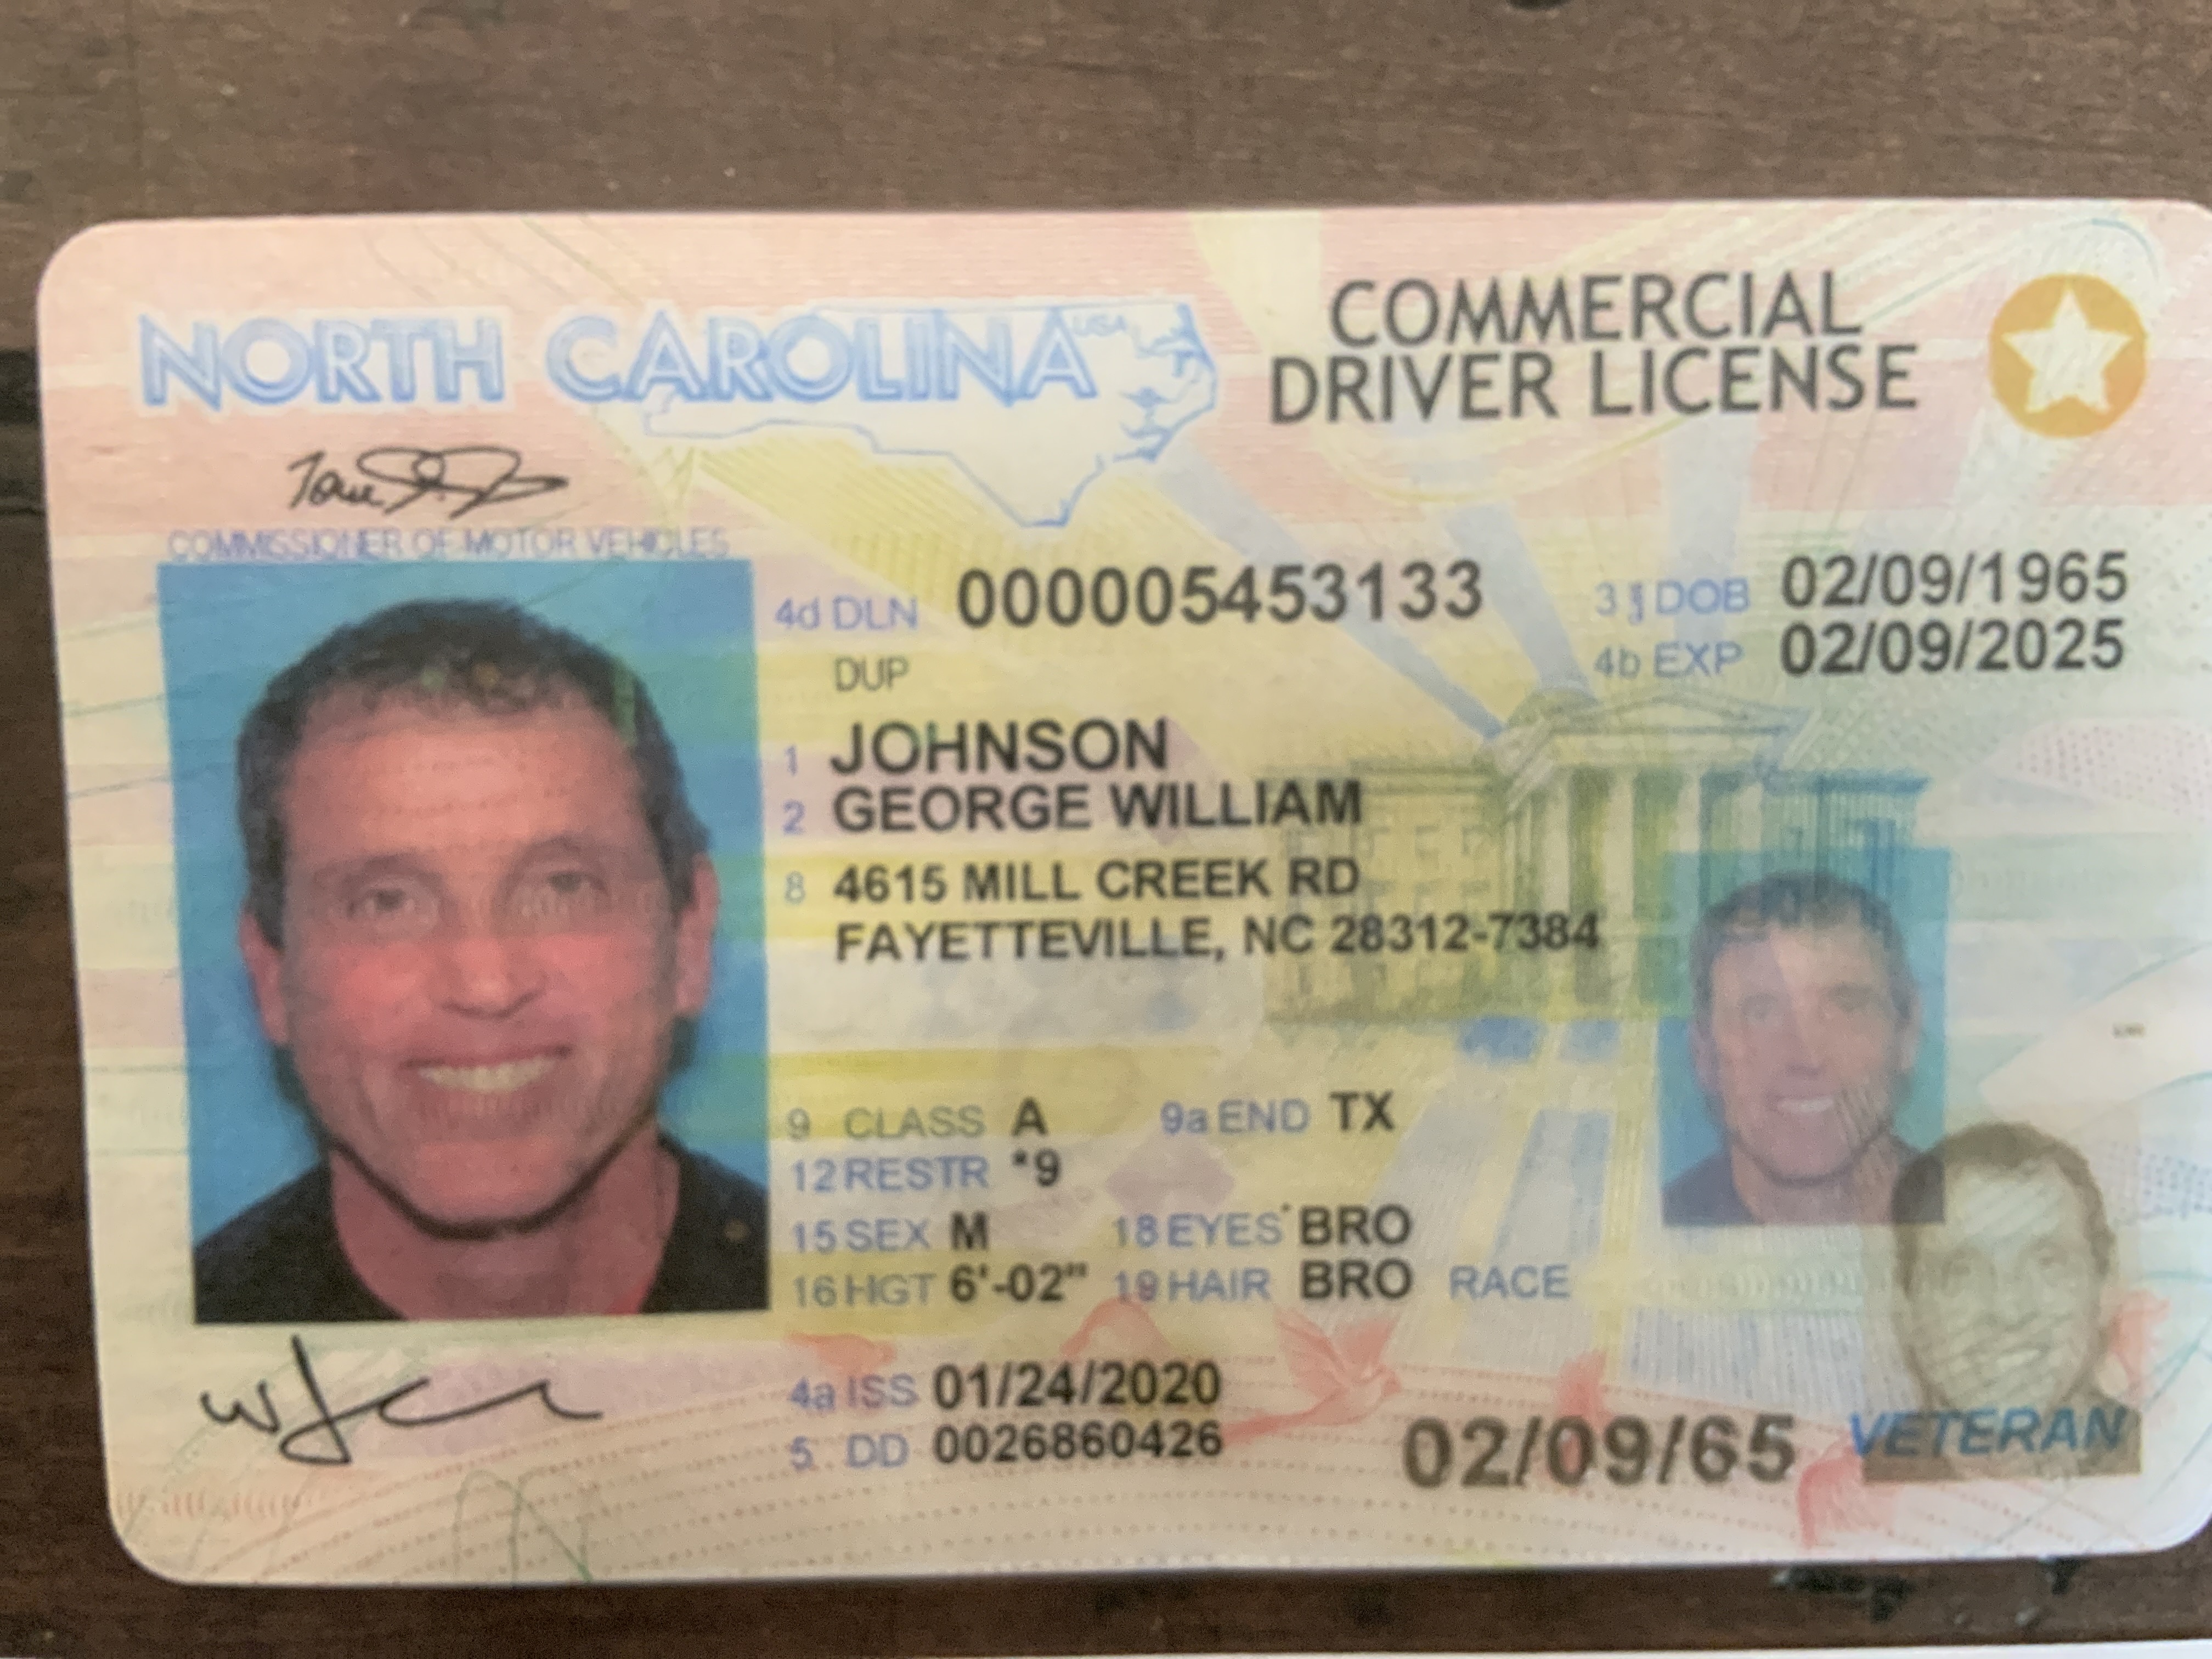 NORTH CAROLINA USA
COMMERCIAL
DRIVER LICENSE
COMMISSIONER OF MOTOR VEHICLES
4d DLN 000005453133
3 DOB 02/09/1965
4b EXP 02/09/2025
DUP
1 JOHNSON
2 GEORGE WILLIAM
8 4615 MILL CREEK RD
FAYETTEVILLE, NC 28312-7384
9 CLASS A 9a END TX
12 RESTR *9
15 SEX M 18 EYES BRO
16 HGT 6'-02" 19 HAIR BRO RACE
4a ISS 01/24/2020
5. DD 0026860426
02/09/65
VETERAN